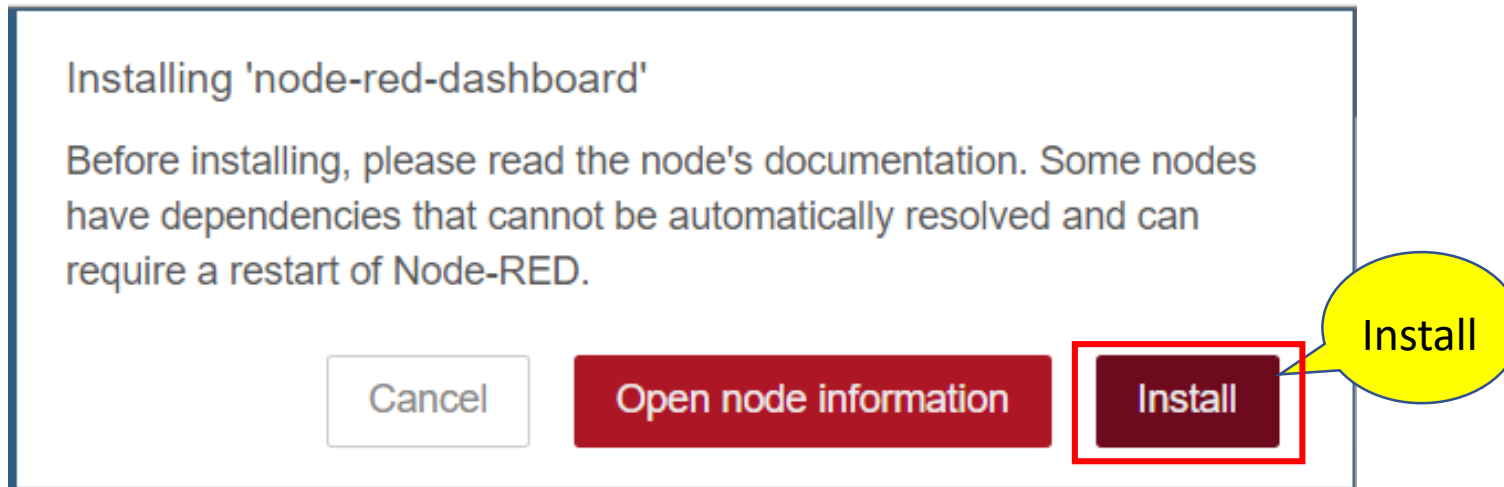 Installing 'node-red-dashboard'
Before installing, please read the node's documentation. Some nodes
have dependencies that cannot be automatically resolved and can
require a restart of Node-RED.
Cancel
Open node information
Install
Install